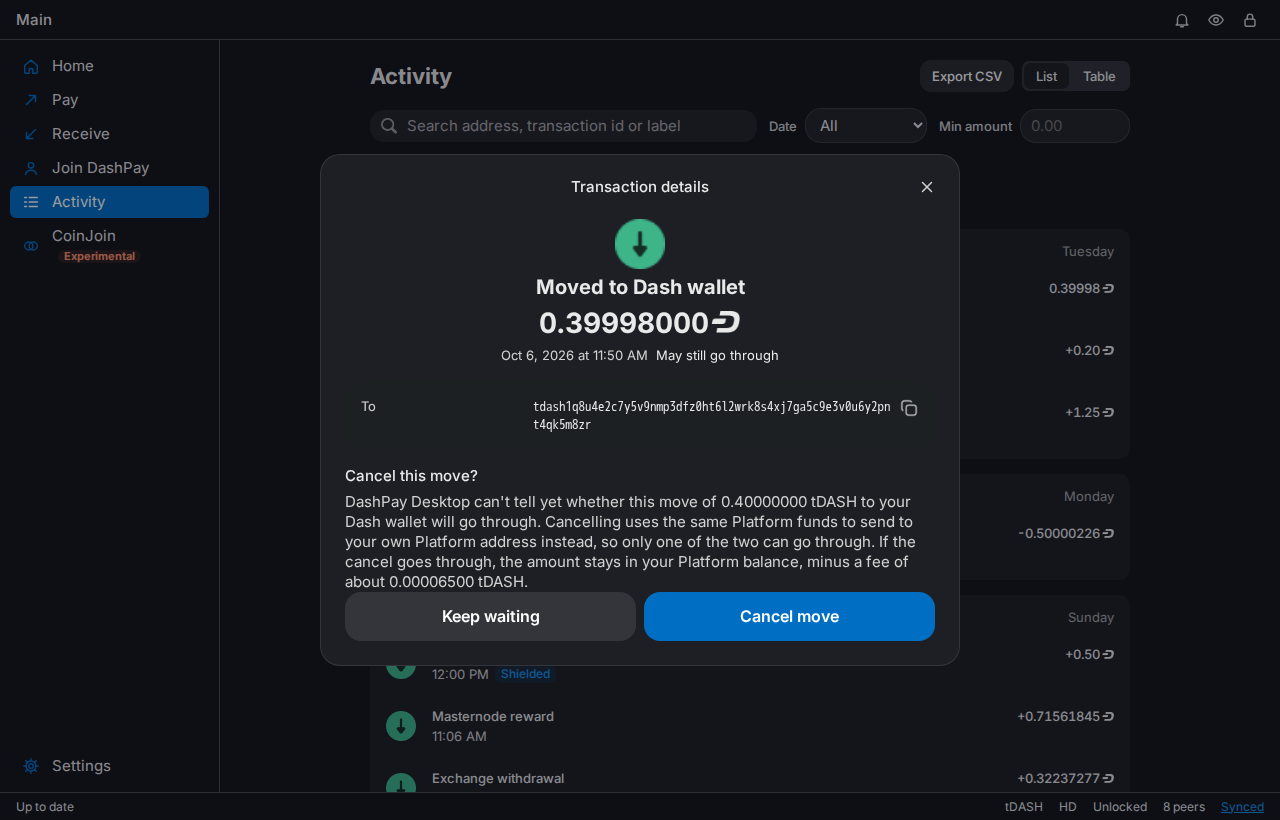 Main
Home
Pay
Receive
Join DashPay
Activity
CoinJoin
Experimental
Settings
Activity
Export CSV
List
Table
Search address, transaction id or label
Date
All
Min amount
0.00
Tuesday
0.39998
+0.20
+1.25
Monday
-0.50000226
Sunday
+0.50
12:00 PM
Shielded
Masternode reward
+0.71561845
11:06 AM
Exchange withdrawal
+0.32237277
Transaction details
Moved to Dash wallet
0.39998000
Oct 6, 2026 at 11:50 AM May still go through
To
tdash1q8u4e2c7y5v9nmp3dfz0ht6l2wrk8s4xj7ga5c9e3v0u6y2pn
t4qk5m8zr
Cancel this move?
DashPay Desktop can't tell yet whether this move of 0.40000000 tDASH to your
Dash wallet will go through. Cancelling uses the same Platform funds to send to
your own Platform address instead, so only one of the two can go through. If the
cancel goes through, the amount stays in your Platform balance, minus a fee of
about 0.00006500 tDASH.
Keep waiting
Cancel move
Up to date
tDASH
HD
Unlocked
8 peers
Synced